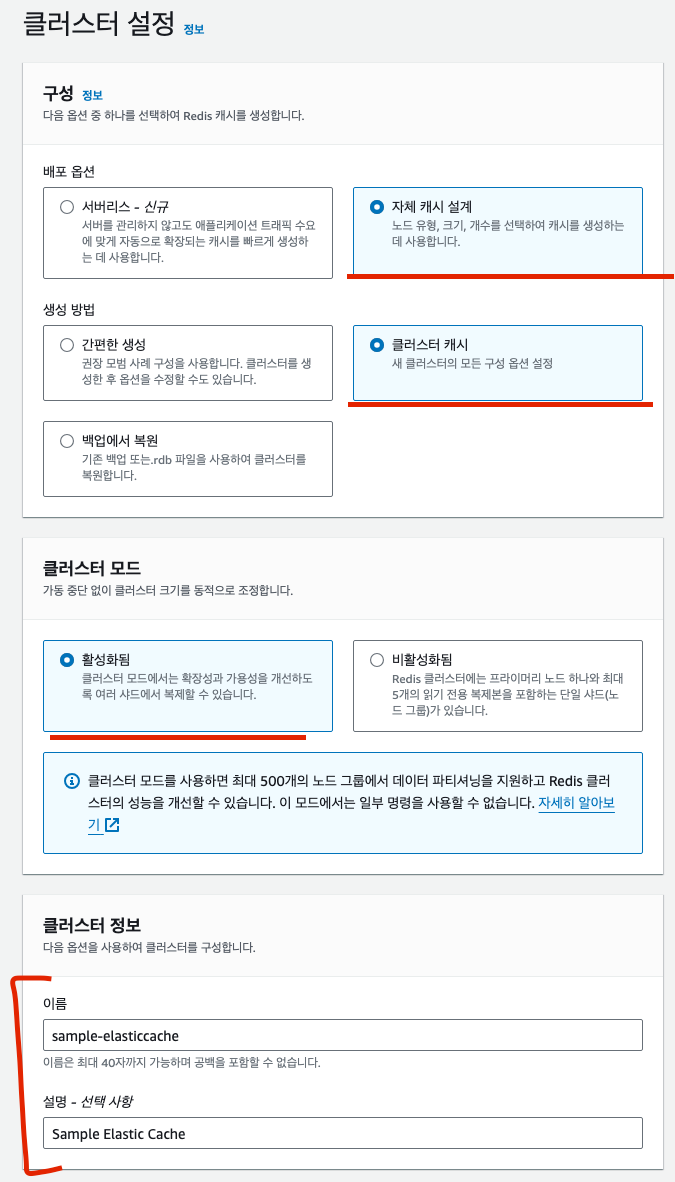 클러스터 설정 정보
구성 정보
다음 옵션 중 하나를 선택하여 Redis 캐시를 생성합니다.
배포 옵션
서버리스 - 신규
서버를 관리하지 않고도 애플리케이션 트래픽 수요
에 맞게 자동으로 확장되는 캐시를 빠르게 생성하
는 데 사용합니다.
자체 캐시 설계
노드 유형, 크기, 개수를 선택하여 캐시를 생성하는
데 사용합니다.
생성 방법
간편한 생성
권장 모범 사례 구성을 사용합니다. 클러스터를 생
성한 후 옵션을 수정할 수도 있습니다.
클러스터 캐시
새 클러스터의 모든 구성 옵션 설정
백업에서 복원
기존 백업 또는.rdb 파일을 사용하여 클러스터를
복원합니다.
클러스터 모드
가동 중단 없이 클러스터 크기를 동적으로 조정합니다.
활성화됨
클러스터 모드에서는 확장성과 가용성을 개선하도
록 여러 샤드에서 복제할 수 있습니다.
비활성화됨
Redis 클러스터에는 프라이머리 노드 하나와 최대
5개의 읽기 전용 복제본을 포함하는 단일 샤드(노
드 그룹)가 있습니다.
클러스터 모드를 사용하면 최대 500개의 노드 그룹에서 데이터 파티셔닝을 지원하고 Redis 클러
스터의 성능을 개선할 수 있습니다. 이 모드에서는 일부 명령을 사용할 수 없습니다. 자세히 알아보
기
클러스터 정보
다음 옵션을 사용하여 클러스터를 구성합니다.
이름
sample-elasticcache
이름은 최대 40자까지 가능하며 공백을 포함할 수 없습니다.
설명 - 선택 사항
Sample Elastic Cache